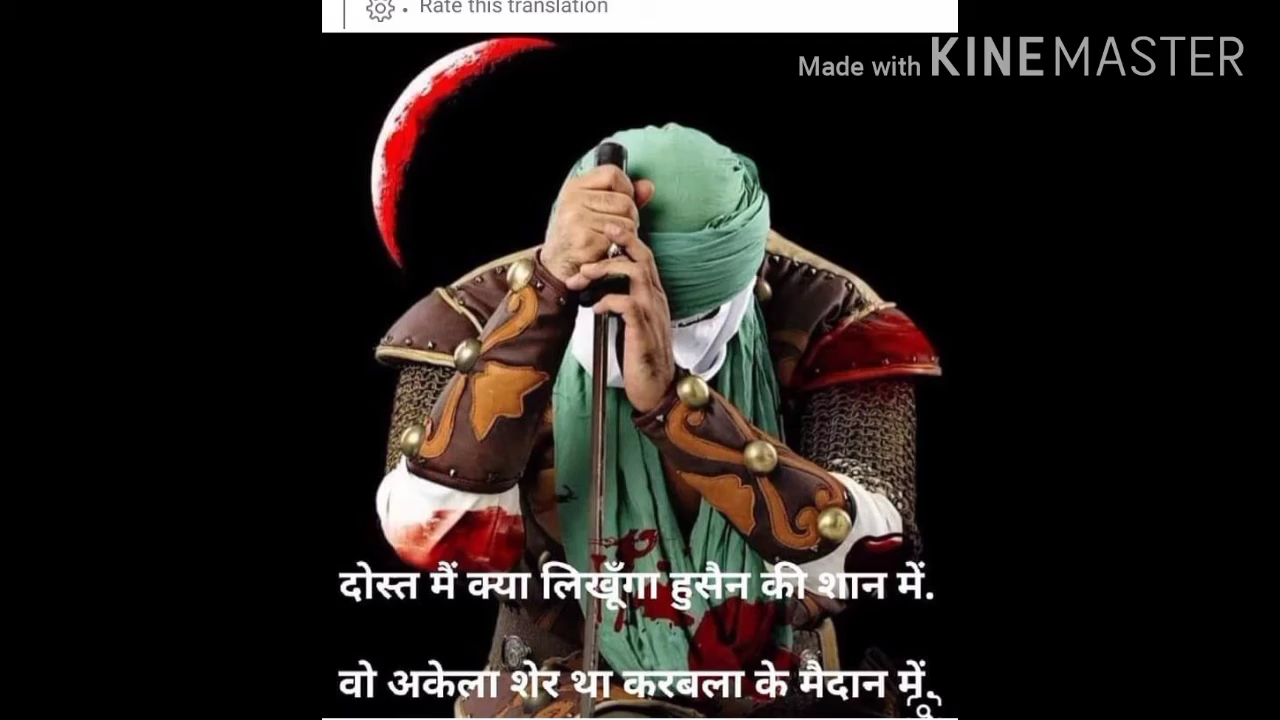 Rate this translation
Made with KINEMASTER
दोस्त मैं क्या लिखूँगा हुसैन की शान में.
वो अकेला शेर था करबला के मैदान में.